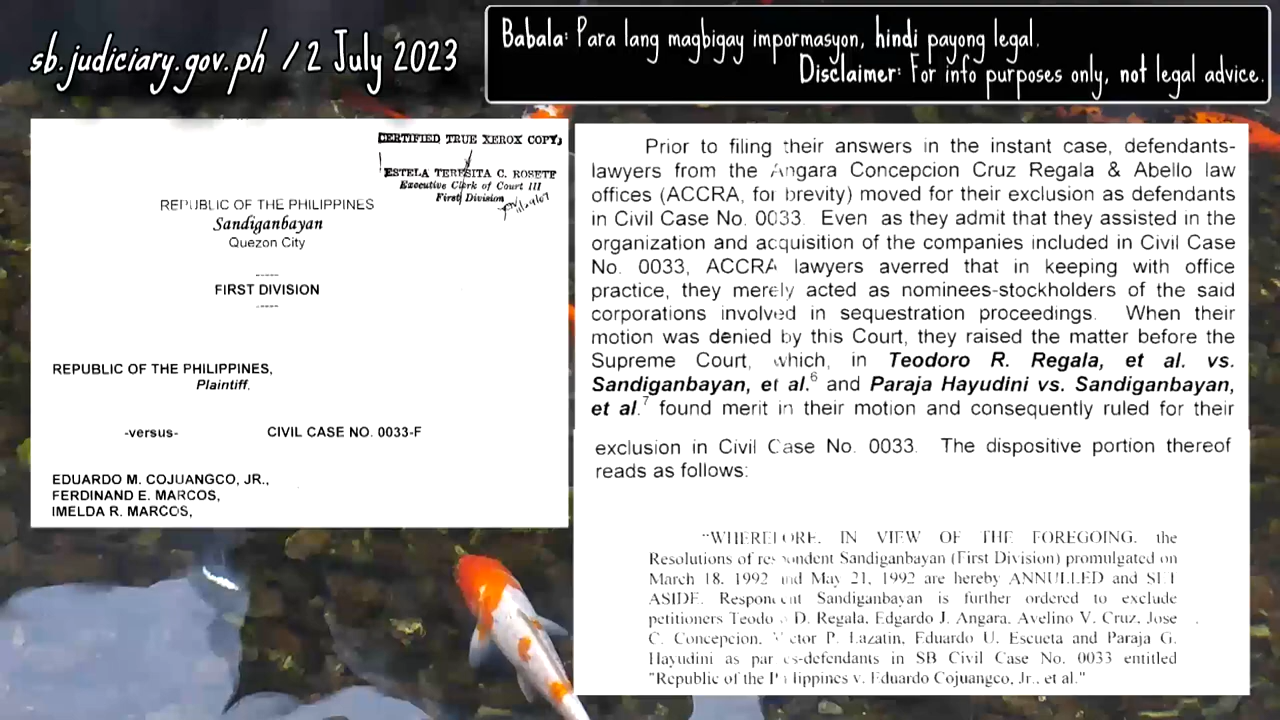 sb.judiciary.gov.ph / 2 July 2023
Babala: Para lang magbigay impormasyon, hindi payong legal.
Disclaimer: For info purposes only, not legal advice.
CERTIFIED TRUE XEROX COPY,
ESTELA TERESITA C. ROSETE
Executive Clerk of Court III
First Division
REPUBLIC OF THE PHILIPPINES
Sandiganbayan
Quezon City
-----
FIRST DIVISION
-----
REPUBLIC OF THE PHILIPPINES,
Plaintiff,
-versus- CIVIL CASE NO. 0033-F
EDUARDO M. COJUANGCO, JR.,
FERDINAND E. MARCOS,
IMELDA R. MARCOS,
Prior to filing their answers in the instant case, defendants-
lawyers from the Angara Concepcion Cruz Regala & Abello law
offices (ACCRA, for brevity) moved for their exclusion as defendants
in Civil Case No. 0033. Even as they admit that they assisted in the
organization and acquisition of the companies included in Civil Case
No. 0033, ACCRA lawyers averred that in keeping with office
practice, they merely acted as nominees-stockholders of the said
corporations involved in sequestration proceedings. When their
motion was denied by this Court, they raised the matter before the
Supreme Court, which, in Teodoro R. Regala, et al. vs.
Sandiganbayan, et al.6 and Paraja Hayudini vs. Sandiganbayan,
et al.7 found merit in their motion and consequently ruled for their
exclusion in Civil Case No. 0033. The dispositive portion thereof
reads as follows:
"WHEREFORE, IN VIEW OF THE FOREGOING, the
Resolutions of respondent Sandiganbayan (First Division) promulgated on
March 18, 1992 and May 21, 1992 are hereby ANNULLED and SET
ASIDE. Respondent Sandiganbayan is further ordered to exclude
petitioners Teodoro D. Regala, Edgardo J. Angara, Avelino V. Cruz, Jose
C. Concepcion, Victor P. Lazatin, Eduardo U. Escueta and Paraja G.
Hayudini as parties-defendants in SB Civil Case No. 0033 entitled
"Republic of the Philippines v. Eduardo Cojuangco, Jr., et al."